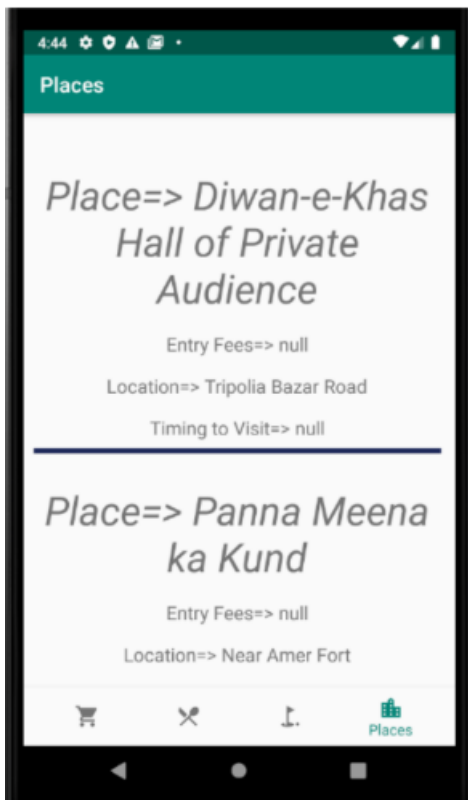 4:44
Places
Place=> Diwan-e-Khas
Hall of Private
Audience
Entry Fees=> null
Location=> Tripolia Bazar Road
Timing to Visit=> null
Place=> Panna Meena
ka Kund
Entry Fees=> null
Location=> Near Amer Fort
Places